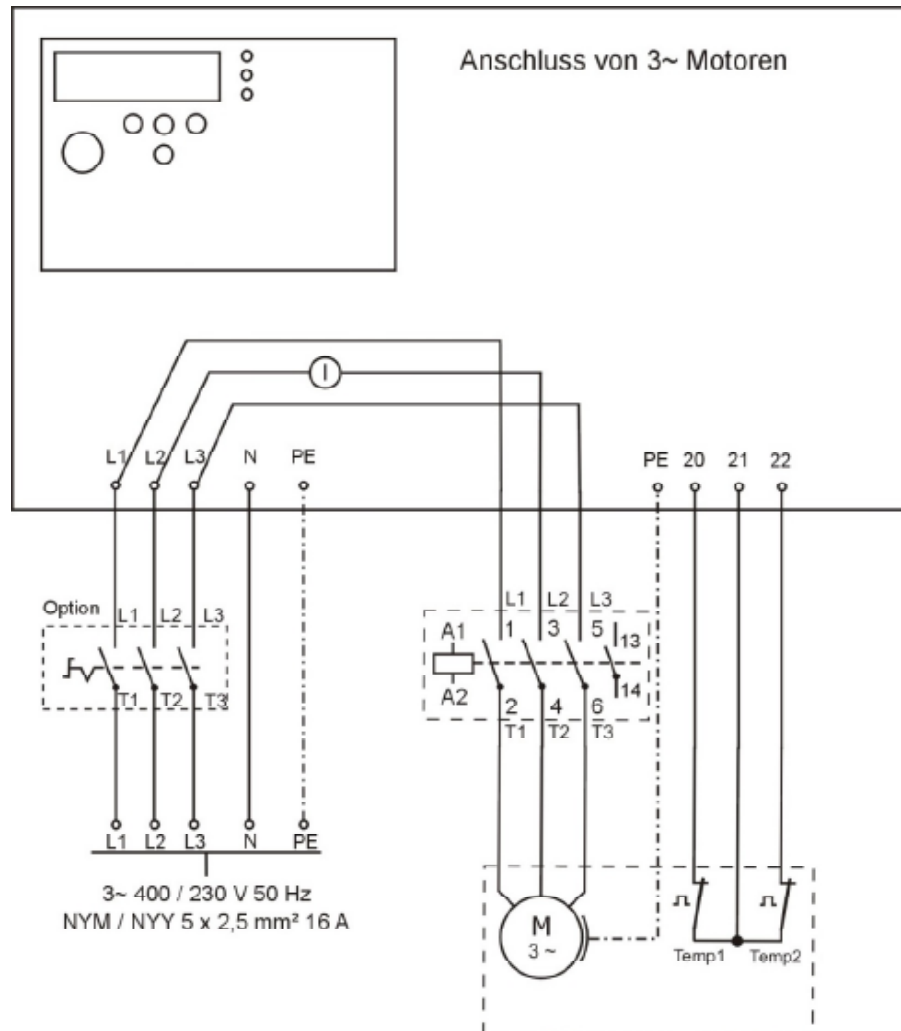 Anschluss von 3~ Motoren
I
L1 L2 L3 N PE
PE 20 21 22
Option
L1 L2 L3
T1 T2 T3
L1 L2 L3
A1 1 3 5 13
A2 2 4 6 14
T1 T2 T3
L1 L2 L3 N PE
3~ 400 / 230 V 50 Hz
NYM / NYY 5 x 2,5 mm² 16 A
M
3 ~
Temp1 Temp2